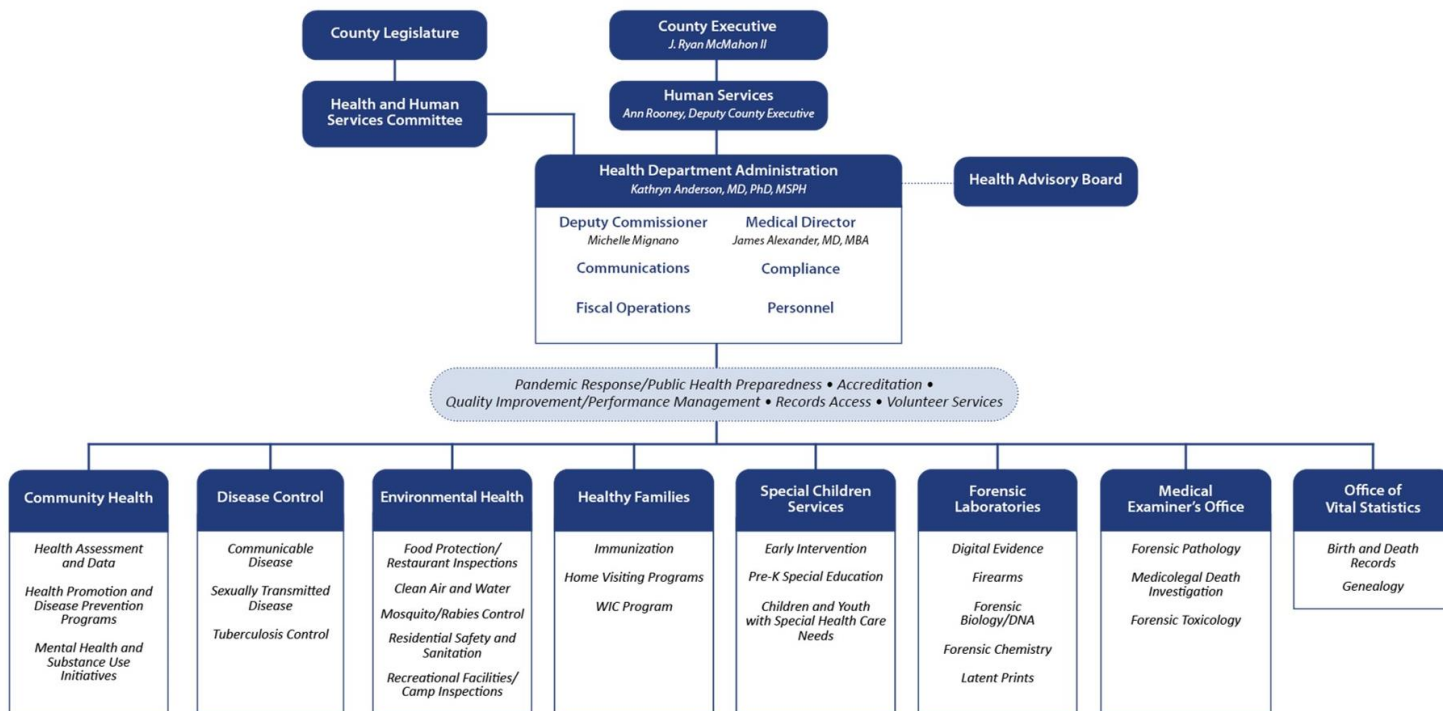 County Legislature
County Executive
J. Ryan McMahon II
Health and Human
Services Committee
Human Services
Ann Rooney, Deputy County Executive
Health Department Administration
Kathryn Anderson, MD, PhD, MSPH
Health Advisory Board
Deputy Commissioner
Michelle Mignano
Medical Director
James Alexander, MD, MBA
Communications
Compliance
Fiscal Operations
Personnel
Pandemic Response/Public Health Preparedness • Accreditation •
Quality Improvement/Performance Management • Records Access • Volunteer Services
Community Health
Health Assessment
and Data
Health Promotion and
Disease Prevention
Programs
Mental Health and
Substance Use
Initiatives
Disease Control
Communicable
Disease
Sexually Transmitted
Disease
Tuberculosis Control
Environmental Health
Food Protection/
Restaurant Inspections
Clean Air and Water
Mosquito/Rabies Control
Residential Safety and
Sanitation
Recreational Facilities/
Camp Inspections
Healthy Families
Immunization
Home Visiting Programs
WIC Program
Special Children
Services
Early Intervention
Pre-K Special Education
Children and Youth
with Special Health Care
Needs
Forensic
Laboratories
Digital Evidence
Firearms
Forensic
Biology/DNA
Forensic Chemistry
Latent Prints
Medical
Examiner's Office
Forensic Pathology
Medicolegal Death
Investigation
Forensic Toxicology
Office of
Vital Statistics
Birth and Death
Records
Genealogy